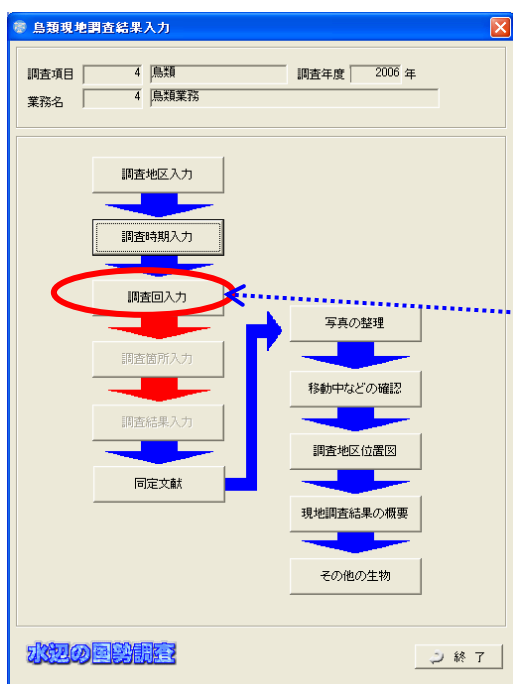 鳥類現地調査結果入力
調査項目 4 鳥類 調査年度 2006 年
業務名 4 鳥類業務
調査地区入力
調査時期入力
調査回入力
調査箇所入力
調査結果入力
同定文献
写真の整理
移動中などの確認
調査地区位置図
現地調査結果の概要
その他の生物
水辺の国勢調査
終 了